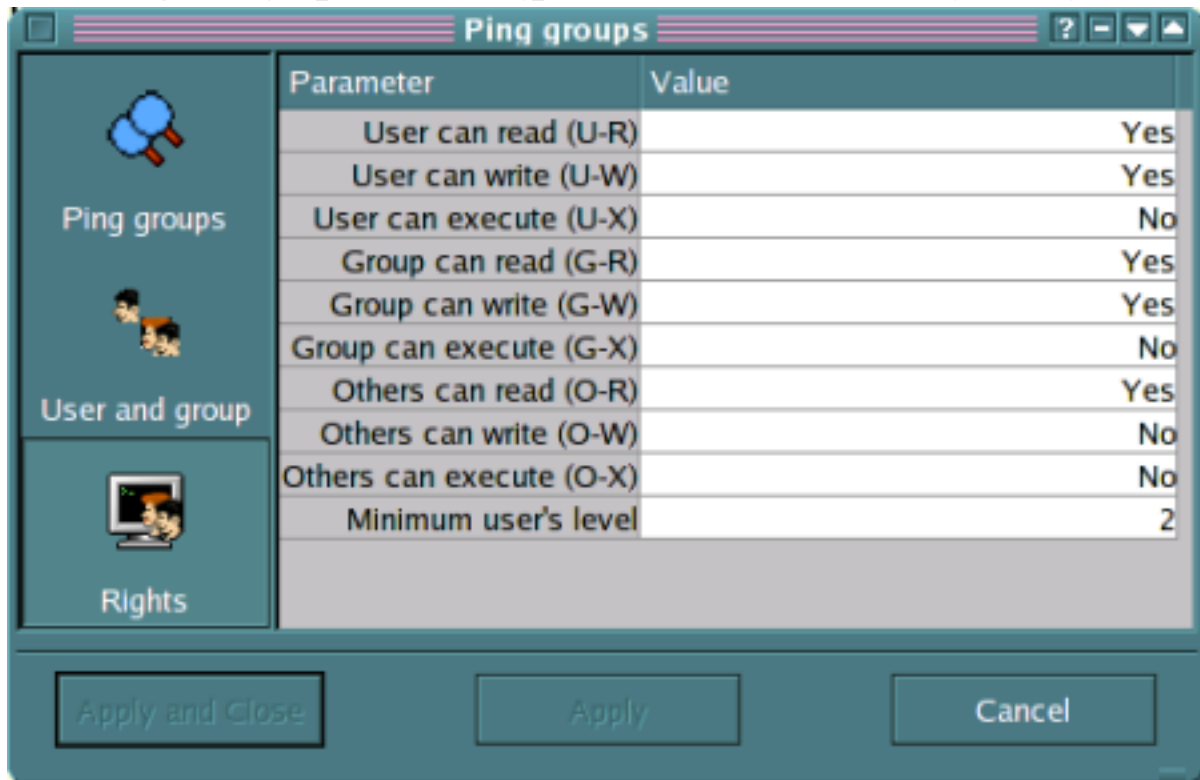 Ping groups
Parameter Value
User can read (U-R) Yes
User can write (U-W) Yes
Ping groups
User can execute (U-X) No
Group can read (G-R) Yes
Group can write (G-W) Yes
Group can execute (G-X) No
Others can read (O-R) Yes
User and group
Others can write (O-W) No
Others can execute (O-X) No
Minimum user's level 2
Rights
Apply and Close Apply Cancel